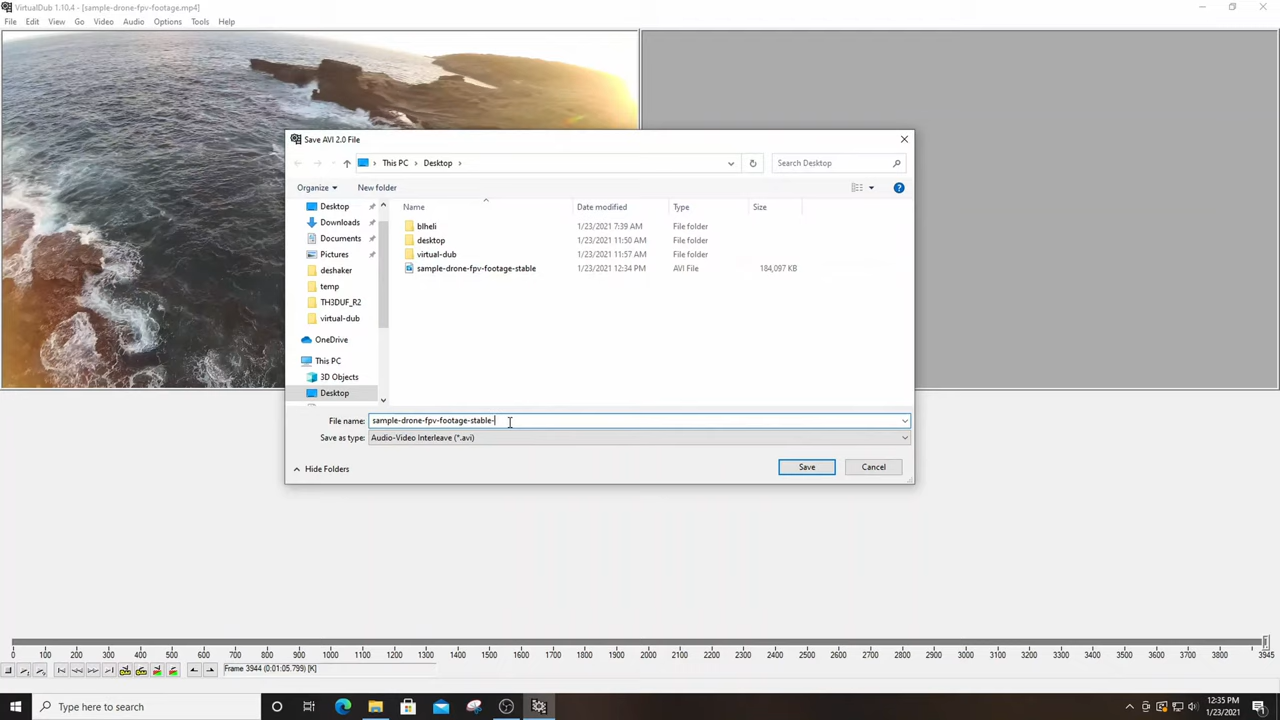 VirtualDub 1.10.4 - [sample-drone-fpv-footage.mp4]
File Edit View Go Video Audio Options Tools Help
Save AVI 2.0 File
This PC Desktop
Search Desktop
Organize New folder
Name Date modified Type Size
Desktop
Downloads
Documents
Pictures
deshaker
temp
TH3DUF_R2
virtual-dub
OneDrive
This PC
3D Objects
Desktop
blheli 1/23/2021 7:39 AM File folder
desktop 1/23/2021 11:50 AM File folder
virtual-dub 1/23/2021 11:57 AM File folder
sample-drone-fpv-footage-stable 1/23/2021 12:34 PM AVI File 184,097 KB
File name: sample-drone-fpv-footage-stable-
Save as type: Audio-Video Interleave (*.avi)
Hide Folders
Save Cancel
0 100 200 300 400 500 600 700 800 900 1000 1100 1200 1300 1400 1500 1600 1700 1800 1900 2000 2100 2200 2300 2400 2500 2600 2700 2800 2900 3000 3100 3200 3300 3400 3500 3600 3700 3800 3945
Frame 3944 (0:01:05.799) [K]
Type here to search
12:35 PM
1/23/2021
1